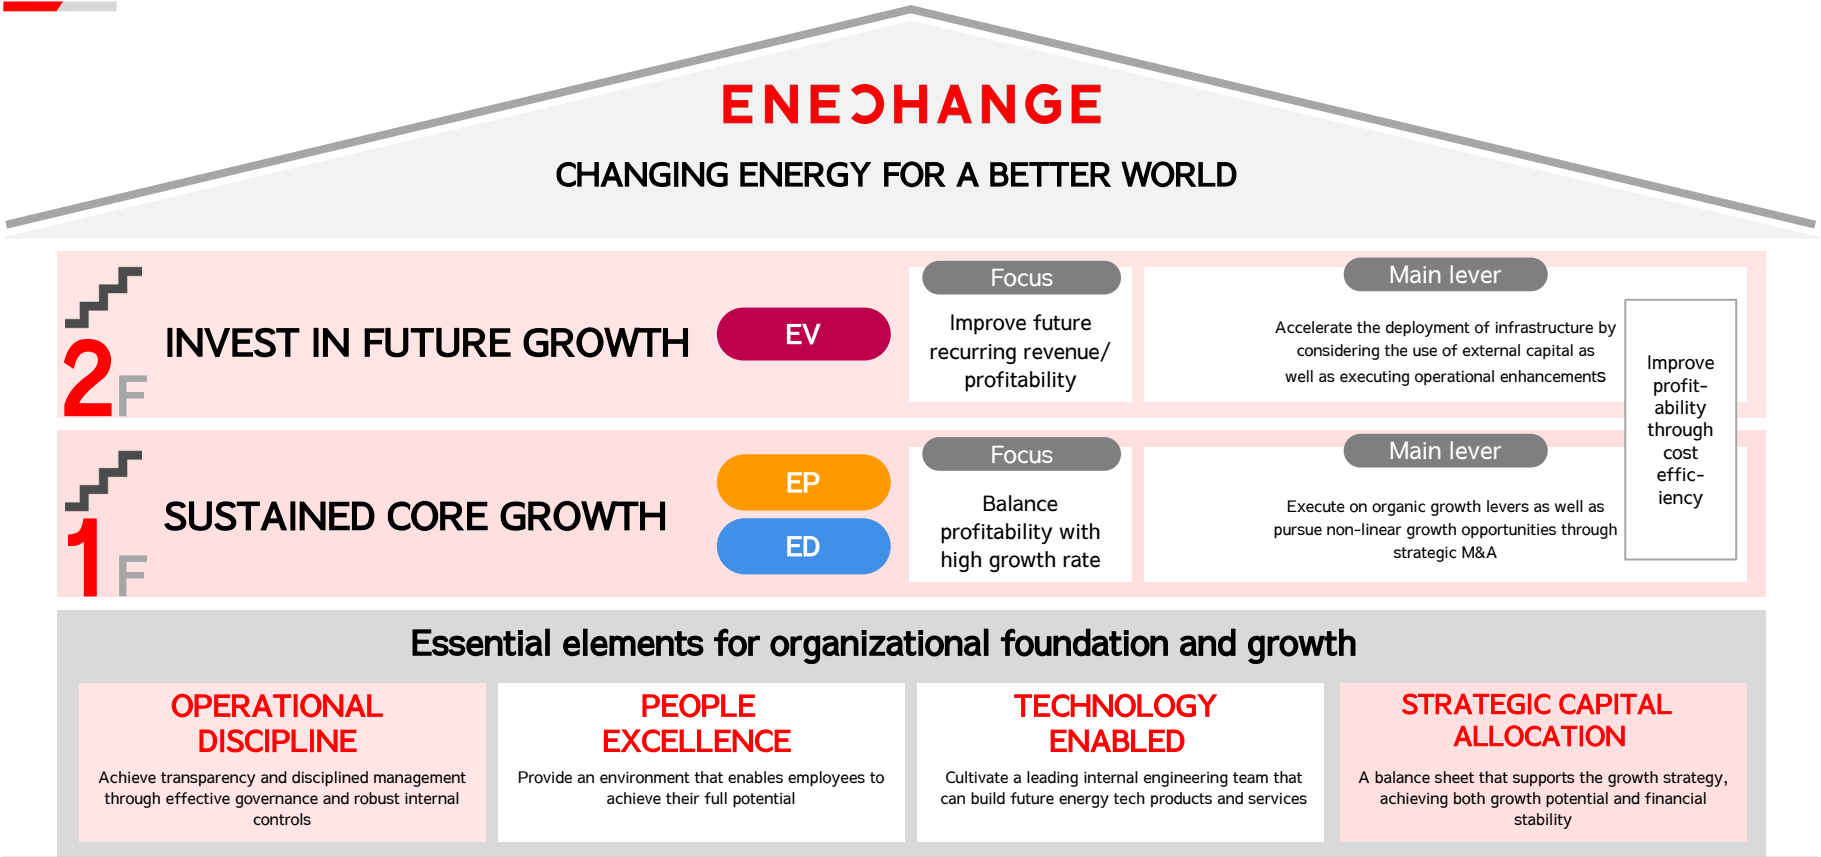 ENECHANGE
CHANGING ENERGY FOR A BETTER WORLD
2F
INVEST IN FUTURE GROWTH
EV
Focus
Improve future
recurring revenue/
profitability
Main lever
Accelerate the deployment of infrastructure by
considering the use of external capital as
well as executing operational enhancements
Improve
profit-
ability
through
cost
effic-
iency
1F
SUSTAINED CORE GROWTH
EP
ED
Focus
Balance
profitability with
high growth rate
Main lever
Execute on organic growth levers as well as
pursue non-linear growth opportunities through
strategic M&A
Essential elements for organizational foundation and growth
OPERATIONAL
DISCIPLINE
Achieve transparency and disciplined management
through effective governance and robust internal
controls
PEOPLE
EXCELLENCE
Provide an environment that enables employees to
achieve their full potential
TECHNOLOGY
ENABLED
Cultivate a leading internal engineering team that
can build future energy tech products and services
STRATEGIC CAPITAL
ALLOCATION
A balance sheet that supports the growth strategy,
achieving both growth potential and financial
stability